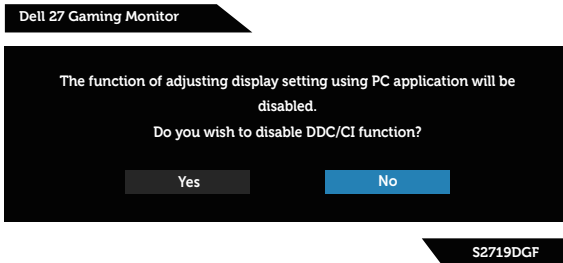 Dell 27 Gaming Monitor
The function of adjusting display setting using PC application will be
disabled.
Do you wish to disable DDC/CI function?
Yes No
S2719DGF